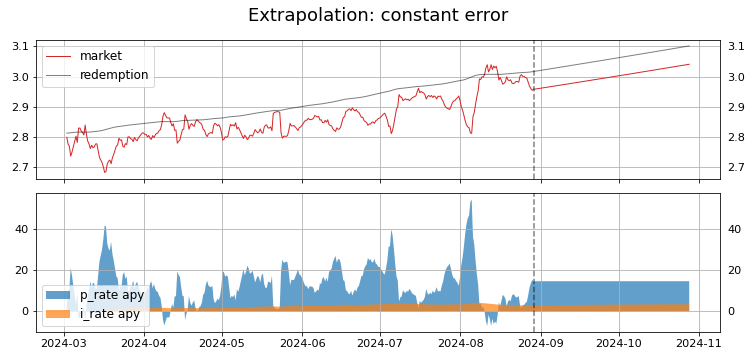 Extrapolation: constant error
3.1 3.1
3.0 3.0
2.9 2.9
2.8 2.8
2.7 2.7
market
redemption
40 40
20 20
0 0
p_rate apy
i_rate apy
2024-03 2024-04 2024-05 2024-06 2024-07 2024-08 2024-09 2024-10 2024-11